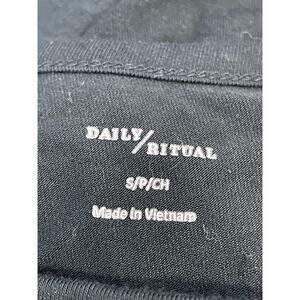 DAILY/
RITUAL
S/P/CH
Made in Vietnam